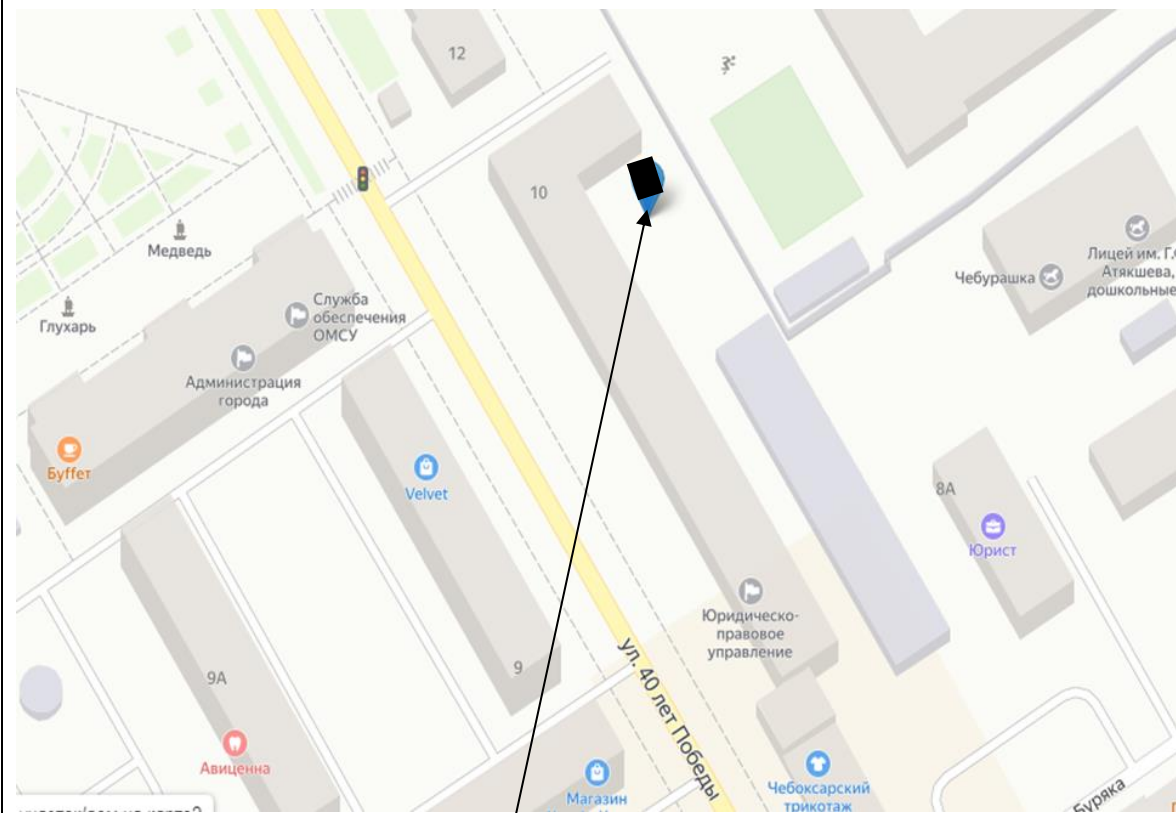 12
10
Медведь
Глухарь
Служба
обеспечения
ОМСУ
Администрация
города
Буffет
Velvet
Чебурашка
Лицей им. Г.
Атякшева,
дошкольные
8А
Юрист
Юридическо-
правовое
управление
9
9А
Авиценна
Ул. 40 лет Победы
Магазин
Чебоксарский
трикотаж
Буряка